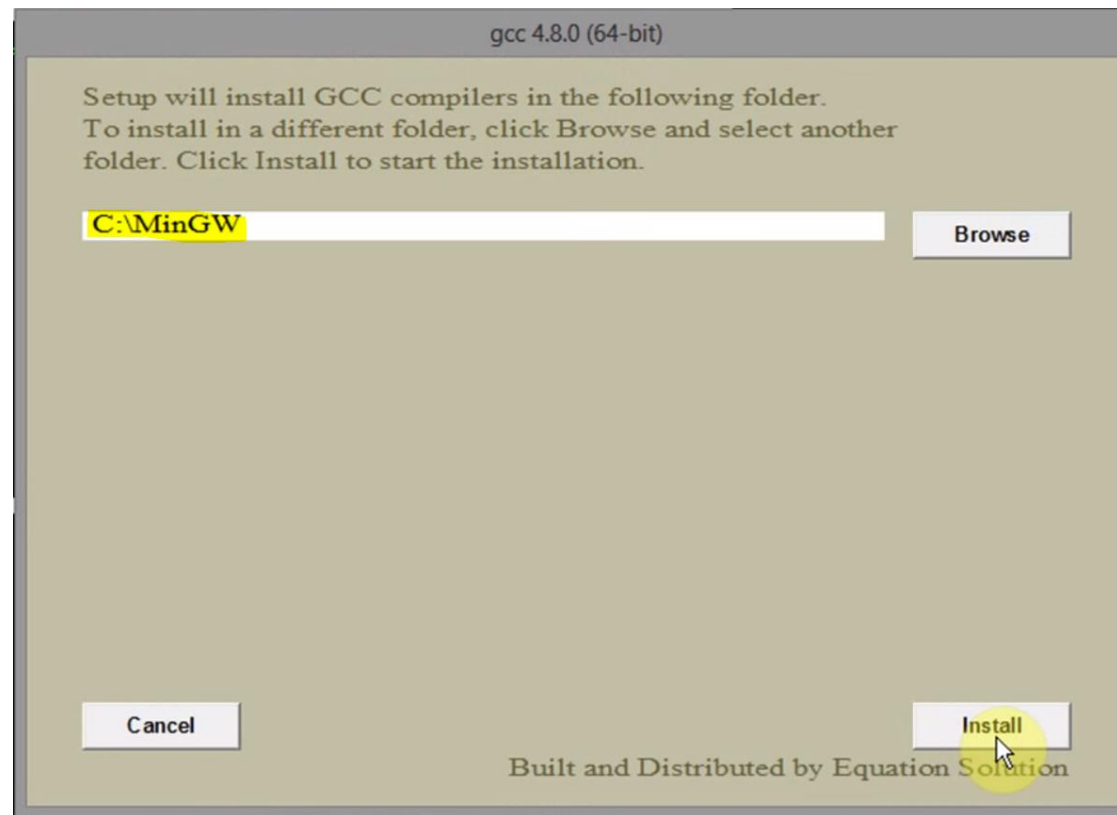 gcc 4.8.0 (64-bit)
Setup will install GCC compilers in the following folder.
To install in a different folder, click Browse and select another
folder. Click Install to start the installation.
C:\MinGW
Browse
Cancel
Install
Built and Distributed by Equation Solution